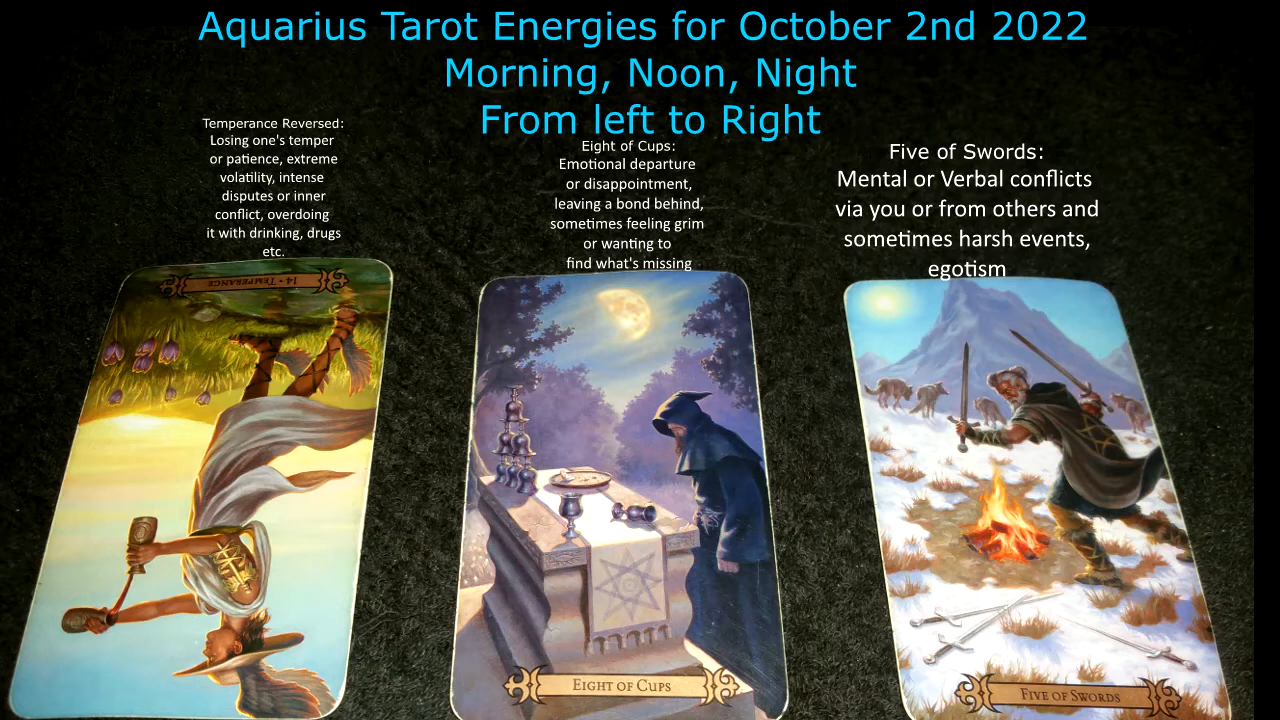 Aquarius Tarot Energies for October 2nd 2022
Morning, Noon, Night
From left to Right
Temperance Reversed:
Losing one's temper
or patience, extreme
volatility, intense
disputes or inner
conflict, overdoing
it with drinking, drugs
etc.
Eight of Cups:
Emotional departure
or disappointment,
leaving a bond behind,
sometimes feeling grim
or wanting to
find what's missing
Five of Swords:
Mental or Verbal conflicts
via you or from others and
sometimes harsh events,
egotism
14 • TEMPERANCE
EIGHT OF CUPS
FIVE OF SWORDS